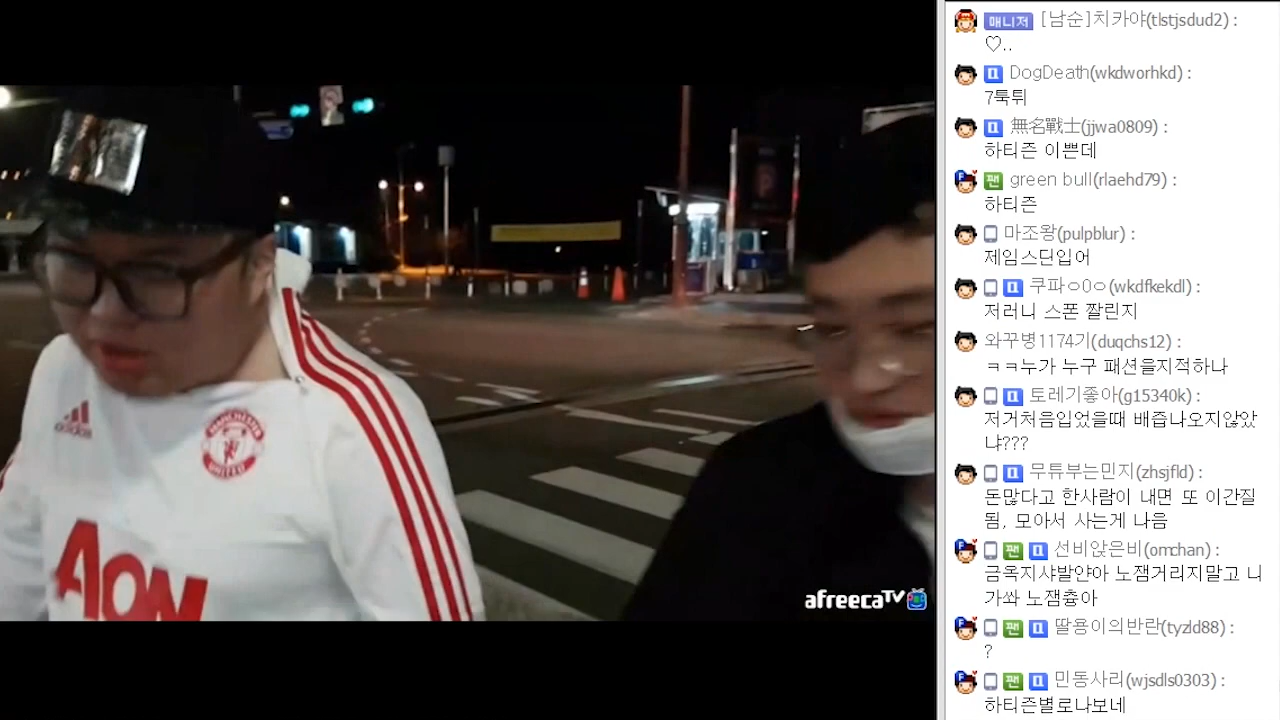 adidas
MANCHESTER
UNITED
AON
afreecaTV
매니저 [남순]치카야(tlstjsdud2) :
♡..
DogDeath(wkdworhkd) :
7툭튀
無名戰士(jjwa0809) :
하티즌 이쁜데
팬 green bull(rlaehd79) :
하티즌
마조왕(pulpblur) :
제임스딘입어
쿠파ㅇ0ㅇ(wkdfkekdl) :
저러니 스폰 짤린지
와꾸병1174기(duqchs12) :
ㅋㅋ누가 누구 패션을지적하나
토레기좋아(g15340k) :
저거처음입었을때 배즙나오지않았
냐???
무튜부는민지(zhsjfld) :
돈많다고 한사람이 내면 또 이간질
됨, 모아서 사는게 나음
팬 선비앉은비(omchan) :
금옥지샤발얀아 노잼거리지말고 니
가쏴 노잼츙아
팬 딸용이의반란(tyzld88) :
?
팬 민동사리(wjsdls0303) :
하티즌별로나보네